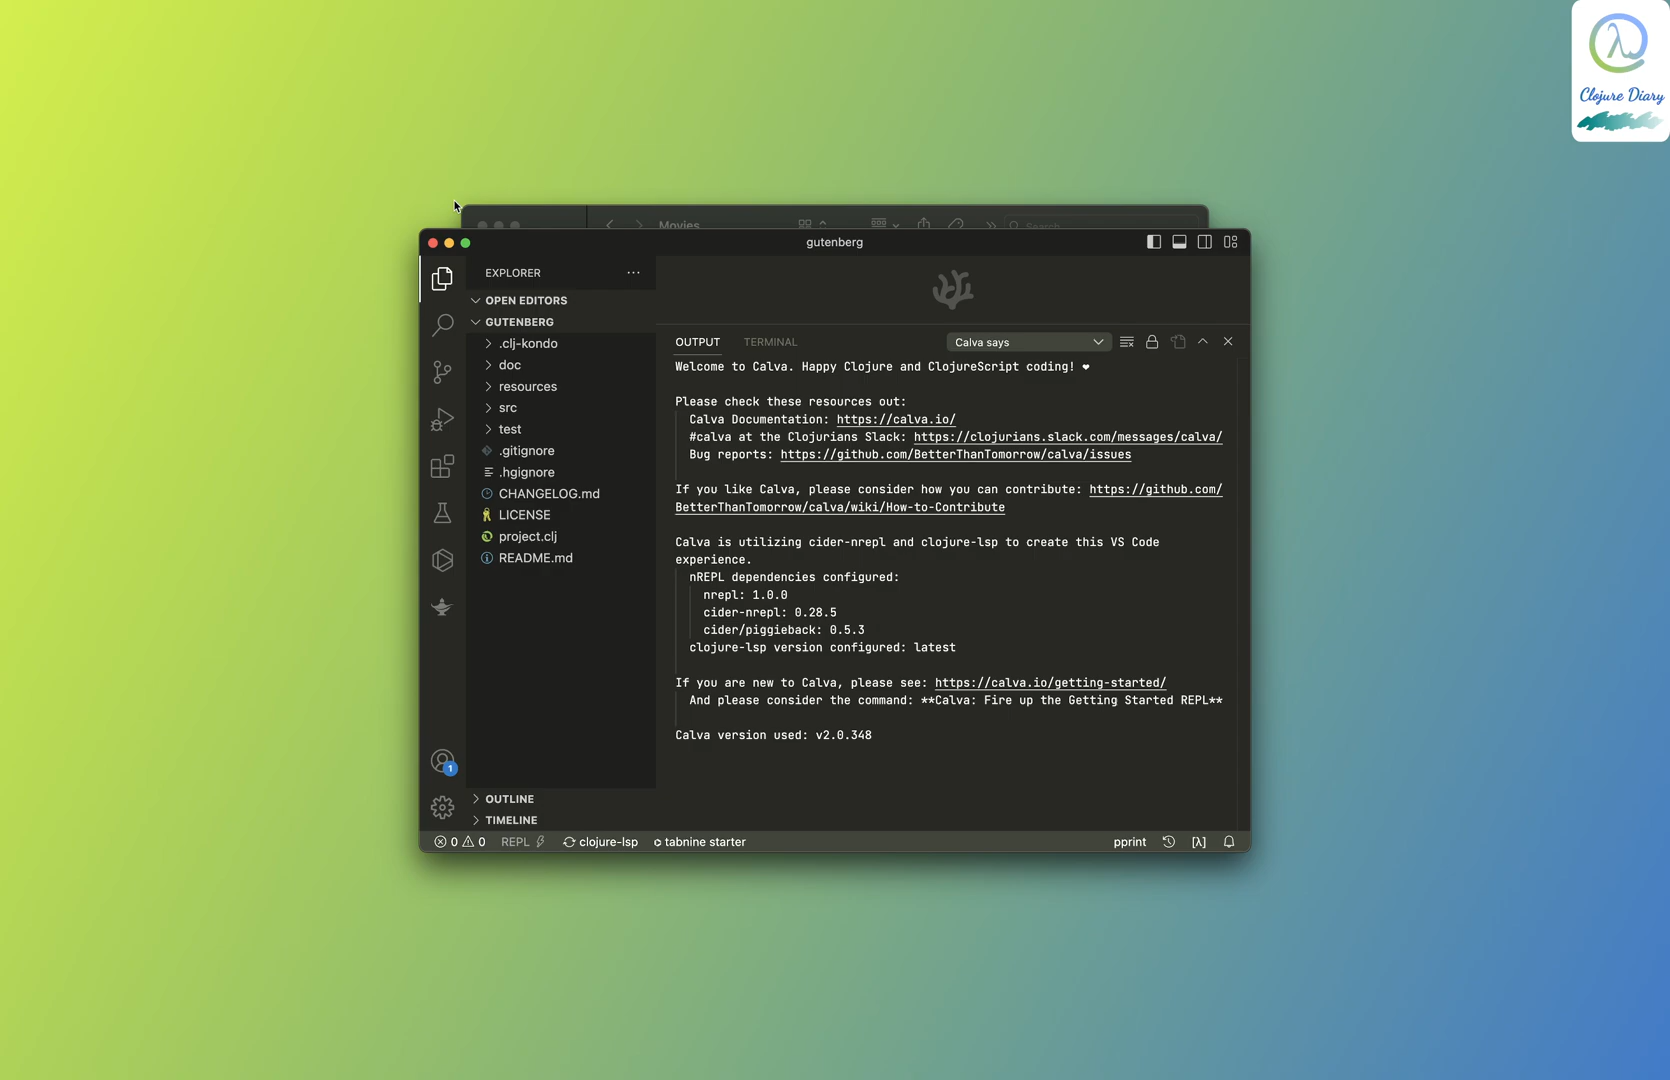 Clojure Diary
Movies
Search
gutenberg
EXPLORER
OPEN EDITORS
GUTENBERG
.clj-kondo
doc
resources
src
test
.gitignore
.hgignore
CHANGELOG.md
LICENSE
project.clj
README.md
OUTLINE
TIMELINE
OUTPUT TERMINAL Calva says
Welcome to Calva. Happy Clojure and ClojureScript coding! ❤
Please check these resources out:
Calva Documentation: https://calva.io/
#calva at the Clojurians Slack: https://clojurians.slack.com/messages/calva/
Bug reports: https://github.com/BetterThanTomorrow/calva/issues
If you like Calva, please consider how you can contribute: https://github.com/
BetterThanTomorrow/calva/wiki/How-to-Contribute
Calva is utilizing cider-nrepl and clojure-lsp to create this VS Code
experience.
nREPL dependencies configured:
nrepl: 1.0.0
cider-nrepl: 0.28.5
cider/piggieback: 0.5.3
clojure-lsp version configured: latest
If you are new to Calva, please see: https://calva.io/getting-started/
And please consider the command: **Calva: Fire up the Getting Started REPL**
Calva version used: v2.0.348
1
0 0 REPL clojure-lsp tabnine starter pprint [λ]